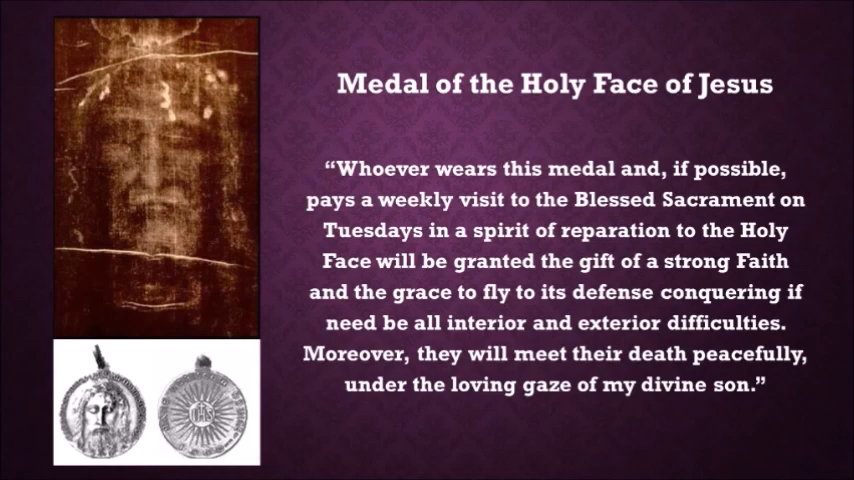 Medal of the Holy Face of Jesus
“Whoever wears this medal and, if possible,
pays a weekly visit to the Blessed Sacrament on
Tuesdays in a spirit of reparation to the Holy
Face will be granted the gift of a strong Faith
and the grace to fly to its defense conquering if
need be all interior and exterior difficulties.
Moreover, they will meet their death peacefully,
under the loving gaze of my divine son.”
IHS